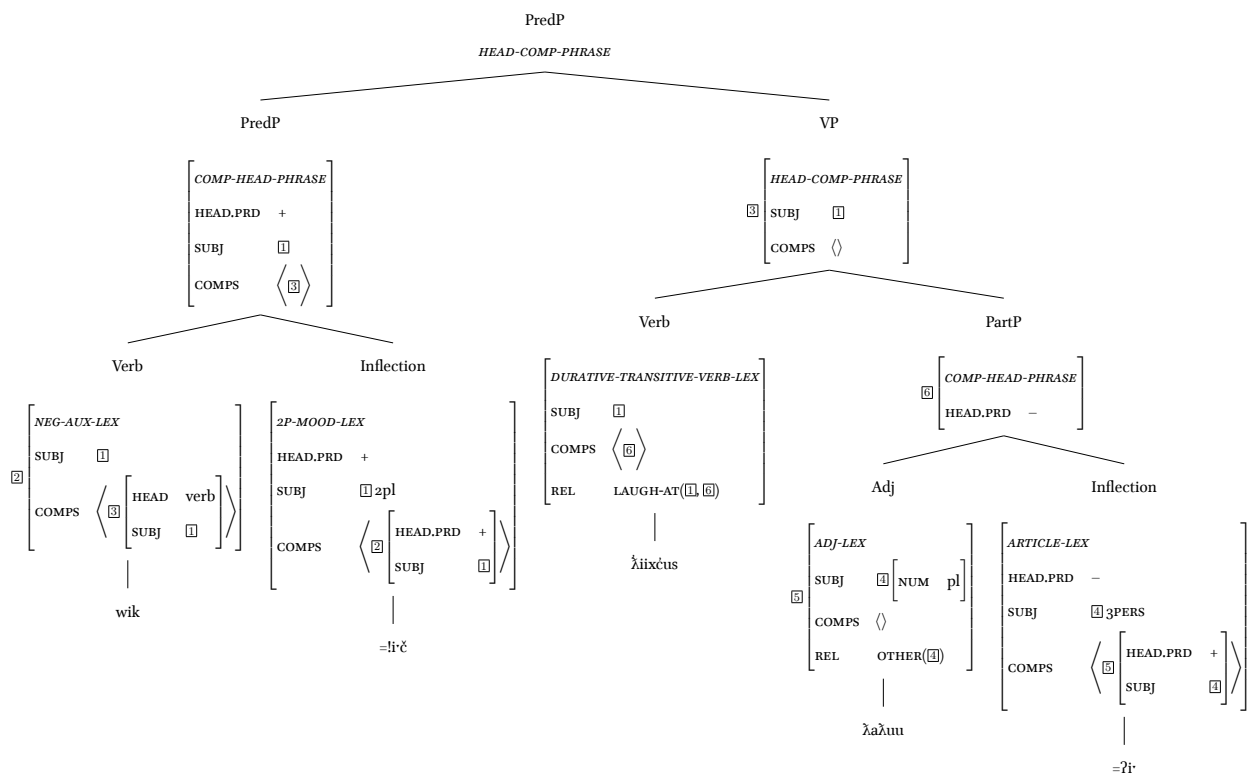 PredP
HEAD-COMP-PHRASE
PredP
VP
COMP-HEAD-PHRASE
HEAD.PRD +
SUBJ 1
COMPS ⟨ 3 ⟩
3 HEAD-COMP-PHRASE
SUBJ 1
COMPS ⟨⟩
Verb
Inflection
Verb
PartP
2 NEG-AUX-LEX
SUBJ 1
COMPS ⟨ 3 [ HEAD verb
SUBJ 1 ] ⟩
wik
2P-MOOD-LEX
HEAD.PRD +
SUBJ 1 2pl
COMPS ⟨ 2 [ HEAD.PRD +
SUBJ 1 ] ⟩
=!i·č
DURATIVE-TRANSITIVE-VERB-LEX
SUBJ 1
COMPS ⟨ 6 ⟩
REL LAUGH-AT(1, 6)
ƛ̓iixc̓us
6 COMP-HEAD-PHRASE
HEAD.PRD −
Adj
Inflection
5 ADJ-LEX
SUBJ 4 [ NUM pl ]
COMPS ⟨⟩
REL OTHER(4)
ƛaƛuu
ARTICLE-LEX
HEAD.PRD −
SUBJ 4 3PERS
COMPS ⟨ 5 [ HEAD.PRD +
SUBJ 4 ] ⟩
=ʔi·